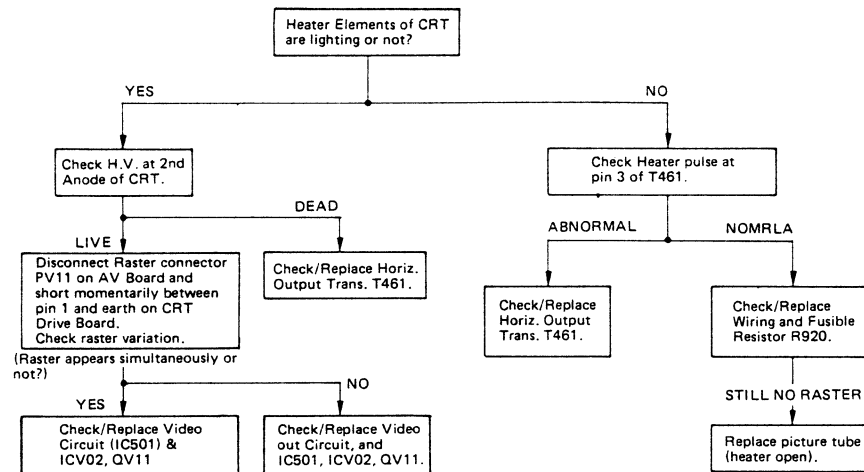 Heater Elements of CRT
are lighting or not?
YES
NO
Check H.V. at 2nd
Anode of CRT.
Check Heater pulse at
pin 3 of T461.
DEAD
LIVE
ABNORMAL
NOMRLA
Disconnect Raster connector
PV11 on AV Board and
short momentarily between
pin 1 and earth on CRT
Drive Board.
Check raster variation.
Check/Replace Horiz.
Output Trans. T461.
Check/Replace
Horiz. Output
Trans. T461.
Check/Replace
Wiring and Fusible
Resistor R920.
(Raster appears simultaneously or
not?)
YES
NO
STILL NO RASTER
Check/Replace Video
Circuit (IC501) &
ICV02, QV11
Check/Replace Video
out Circuit, and
IC501, ICV02, QV11.
Replace picture tube
(heater open).